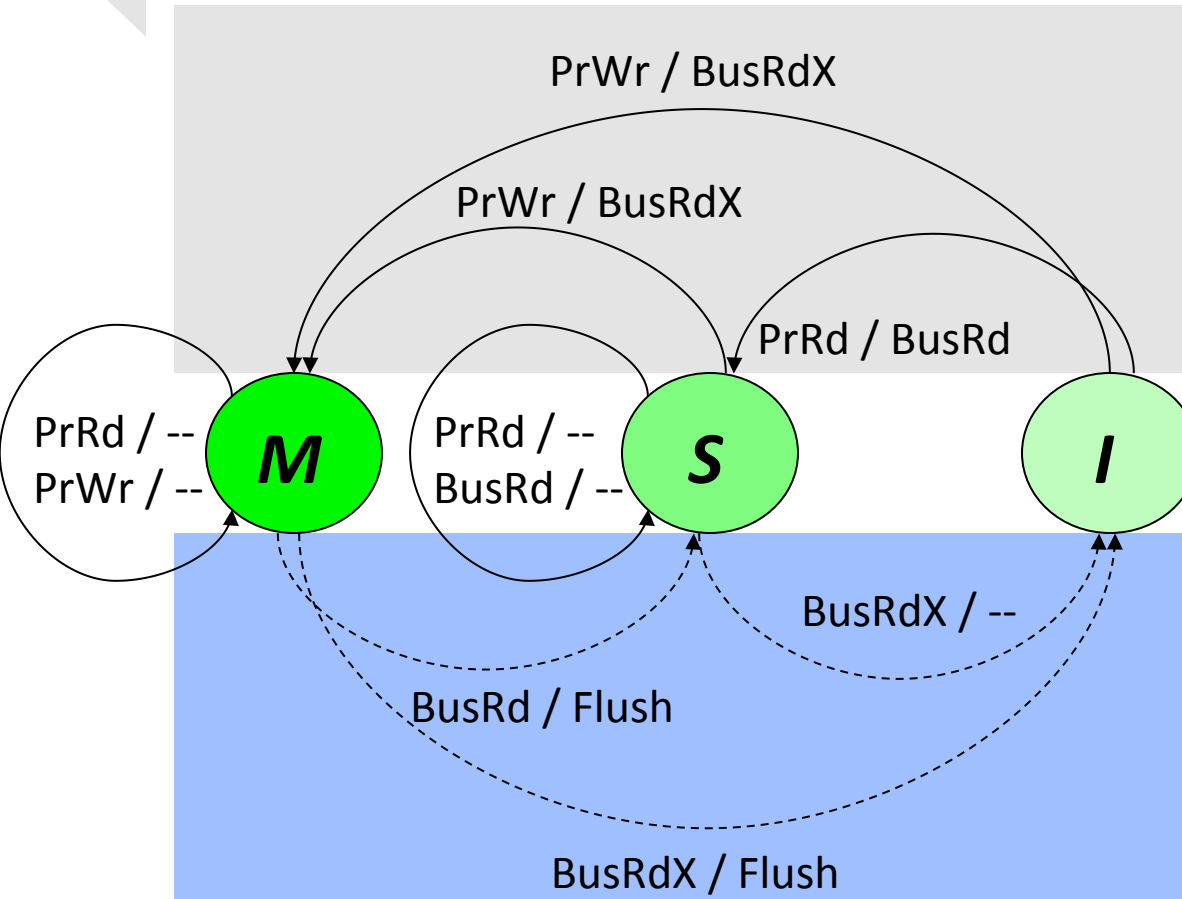 PrWr / BusRdX
PrWr / BusRdX
PrRd / BusRd
PrRd / --
PrWr / --
M
PrRd / --
BusRd / --
S
I
BusRdX / --
BusRd / Flush
BusRdX / Flush